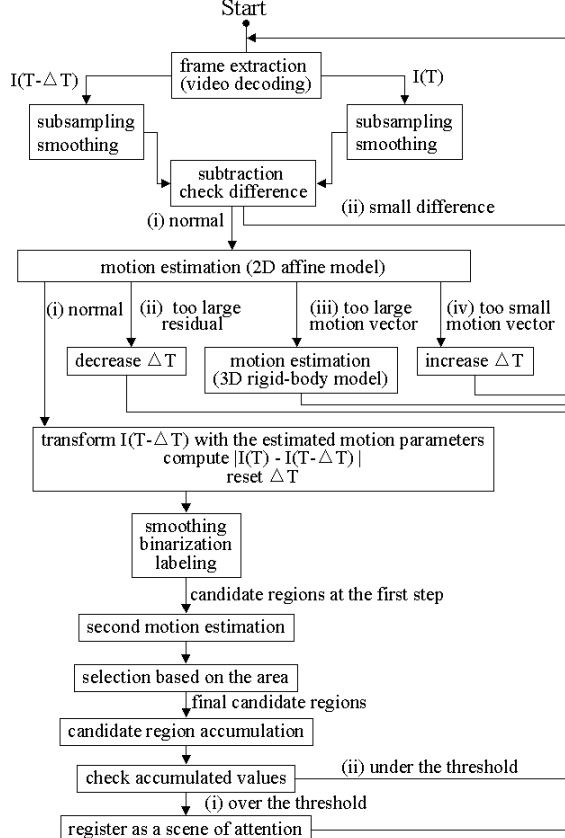 Start
frame extraction
(video decoding)
I(T-△T)
I(T)
subsampling
smoothing
subsampling
smoothing
subtraction
check difference
(i) normal
(ii) small difference
motion estimation (2D affine model)
(i) normal
(ii) too large
residual
(iii) too large
motion vector
(iv) too small
motion vector
decrease △T
motion estimation
(3D rigid-body model)
increase △T
transform I(T-△T) with the estimated motion parameters
compute |I(T) - I(T-△T) |
reset △T
smoothing
binarization
labeling
candidate regions at the first step
second motion estimation
selection based on the area
final candidate regions
candidate region accumulation
check accumulated values
(ii) under the threshold
(i) over the threshold
register as a scene of attention